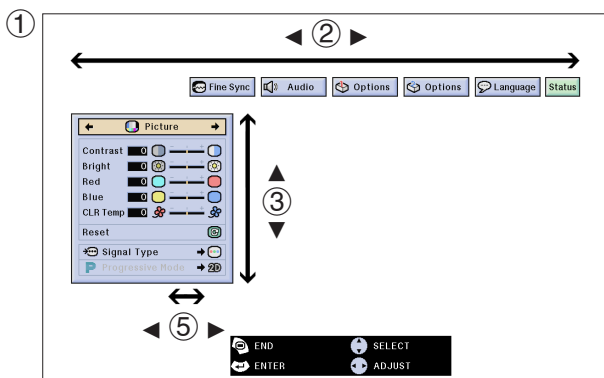 ①
◀ ② ▶
Fine Sync Audio Options Options Language Status
Picture
Contrast 0
Bright 0
Red 0
Blue 0
CLR Temp 0
Reset
Signal Type
P Progressive Mode 2D
▲
③
▼
◀ ⑤ ▶
END SELECT
ENTER ADJUST